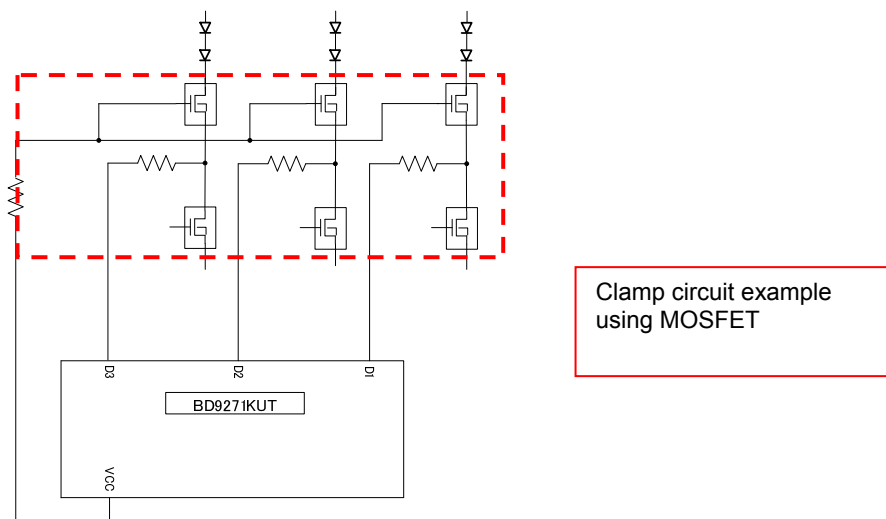 Clamp circuit example
using MOSFET
D3
D2
D1
BD9271KUT
VCC